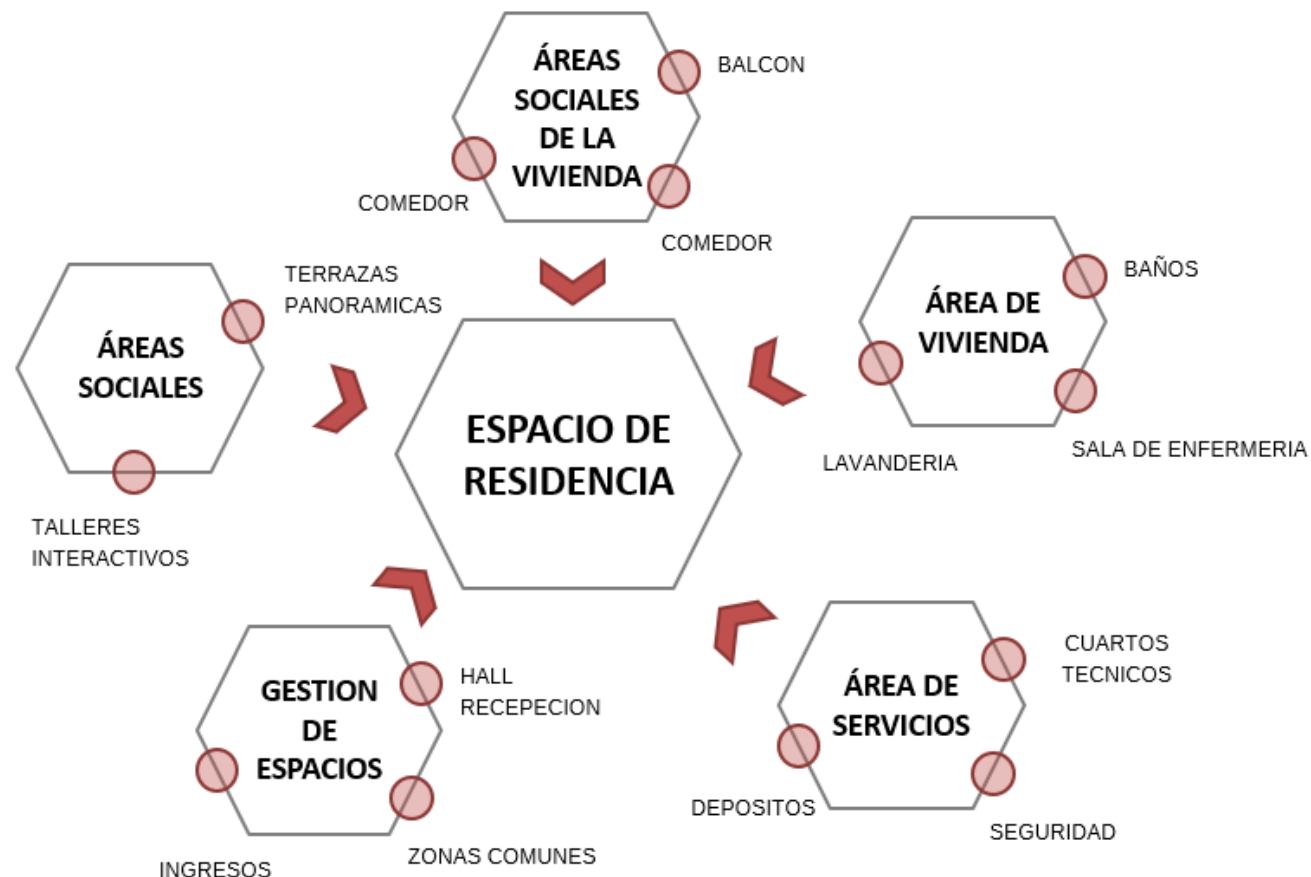 ÁREAS
SOCIALES
DE LA
VIVIENDA
BALCON
COMEDOR
COMEDOR
TERRAZAS
PANORAMICAS
ÁREAS
SOCIALES
TALLERES
INTERACTIVOS
BAÑOS
ÁREA DE
VIVIENDA
LAVANDERIA
SALA DE ENFERMERIA
ESPACIO DE
RESIDENCIA
HALL
RECEPECION
GESTION
DE
ESPACIOS
INGRESOS
ZONAS COMUNES
CUARTOS
TECNICOS
ÁREA DE
SERVICIOS
DEPOSITOS
SEGURIDAD